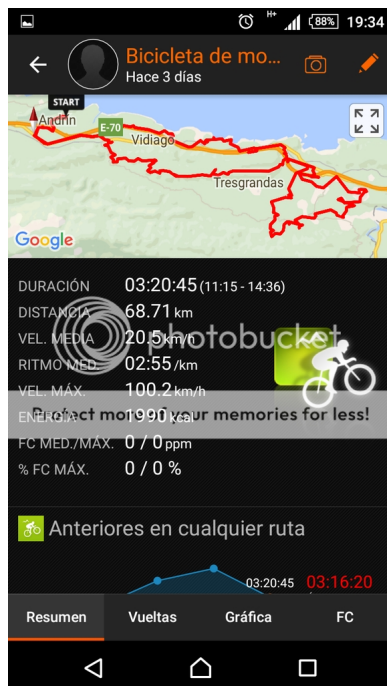 H+ 88% 19:34
Bicicleta de mo...
Hace 3 días
START
Andrín
E-70
Vidiago
Tresgrandas
Google
DURACIÓN 03:20:45 (11:15 - 14:36)
DISTANCIA 68.71 km
photobucket
VEL. MEDIA 20.5 km/h
RITMO MED. 02:55 /km
VEL. MÁX. 100.2 km/h
Protect more of your memories for less!
ENERGÍA 1990 kcal
FC MED./MÁX. 0 / 0 ppm
% FC MÁX. 0 / 0 %
Anteriores en cualquier ruta
03:20:45 03:16:20
Resumen Vueltas Gráfica FC